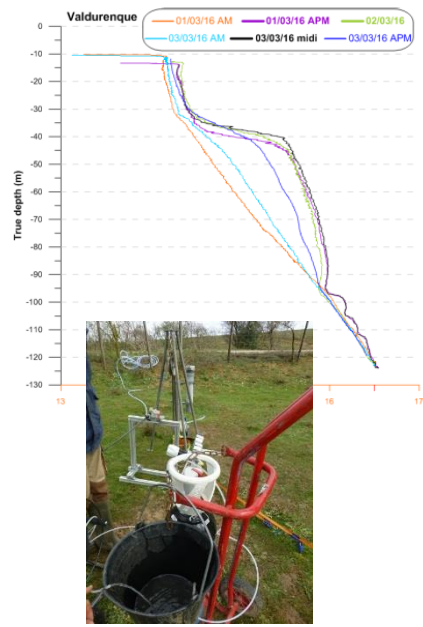 Valdurenque
01/03/16 AM
01/03/16 APM
02/03/16
03/03/16 AM
03/03/16 midi
03/03/16 APM
True depth (m)
0
-10
-20
-30
-40
-50
-60
-70
-80
-90
-100
-110
-120
-130
13
16
17